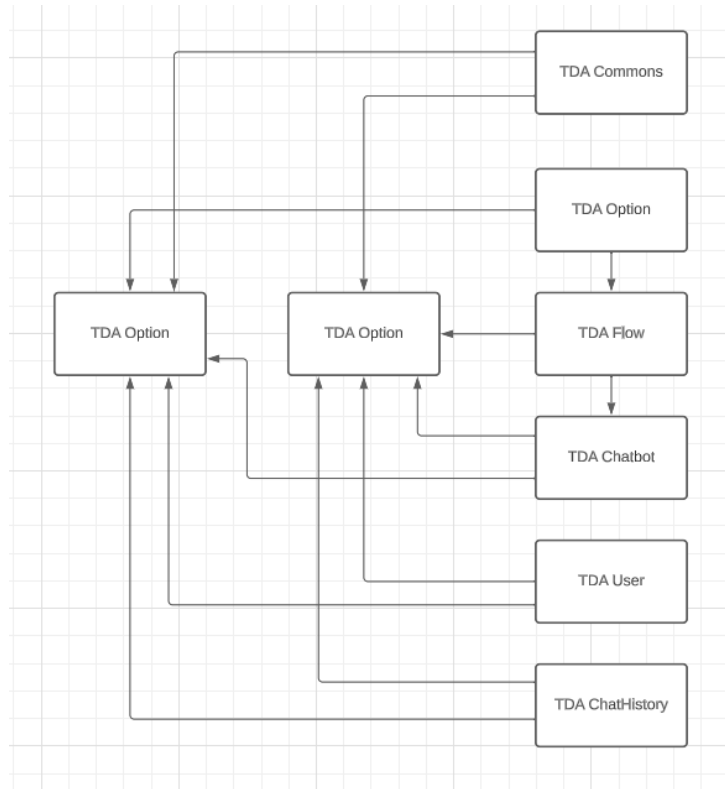 TDA Commons
TDA Option
TDA Option
TDA Option
TDA Flow
TDA Chatbot
TDA User
TDA ChatHistory